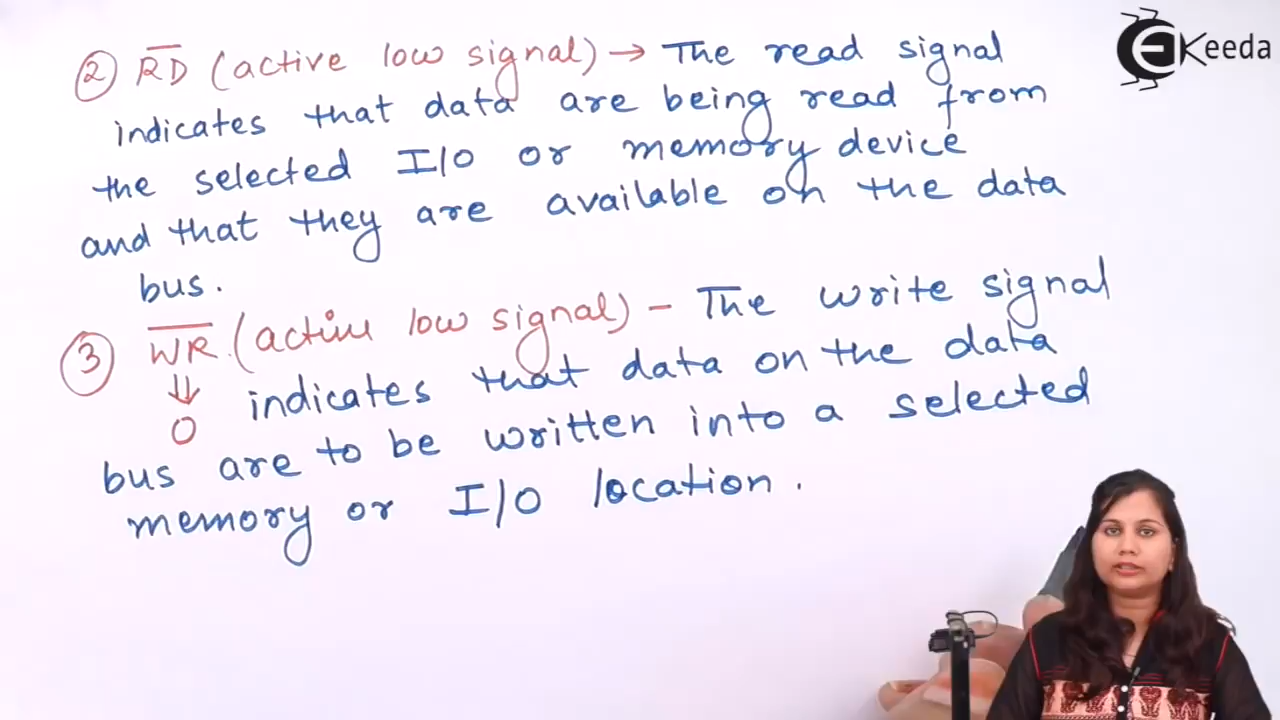 ② R̅D̅ (active low signal) → The read signal
indicates that data are being read from
the selected I/O or memory device
and that they are available on the data
bus.
③ W̅R̅ (active low signal) - The write signal
⇓ indicates that data on the data
0
bus are to be written into a selected
memory or I/O location.
EKeeda